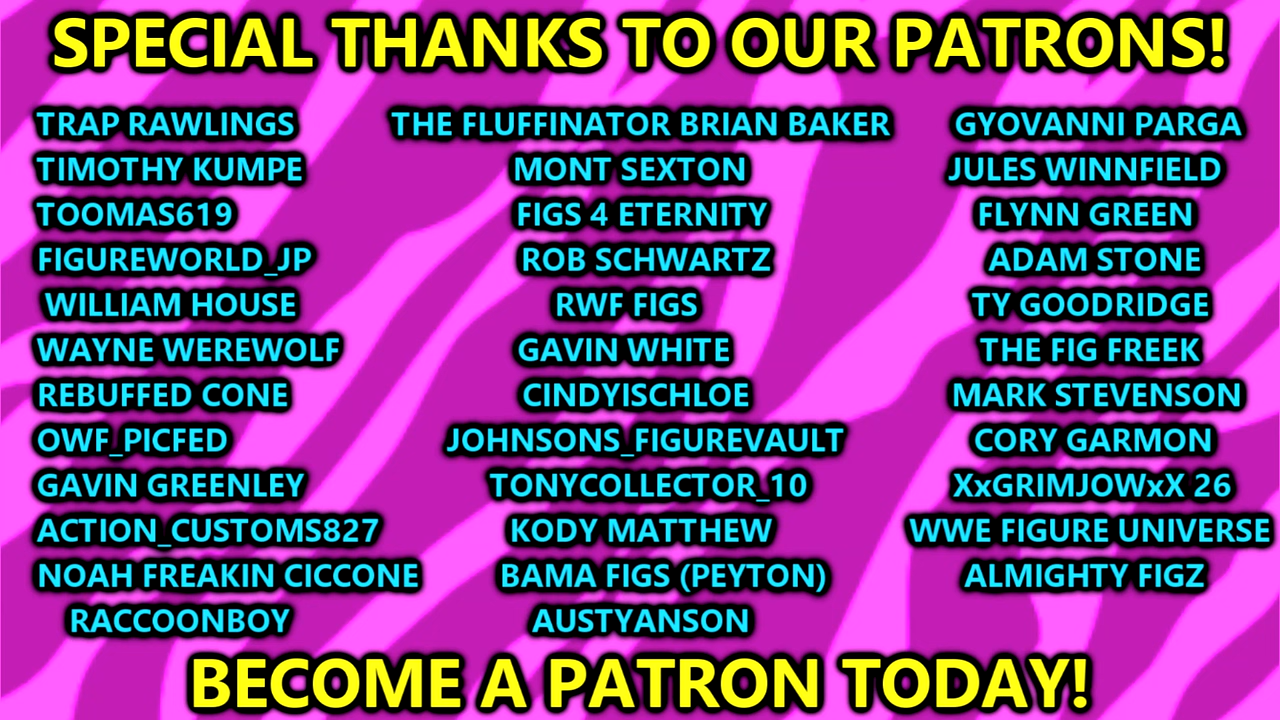 SPECIAL THANKS TO OUR PATRONS!
TRAP RAWLINGS
TIMOTHY KUMPE
TOOMAS619
FIGUREWORLD_JP
WILLIAM HOUSE
WAYNE WEREWOLF
REBUFFED CONE
OWF_PICFED
GAVIN GREENLEY
ACTION_CUSTOMS827
NOAH FREAKIN CICCONE
RACCOONBOY
THE FLUFFINATOR BRIAN BAKER
MONT SEXTON
FIGS 4 ETERNITY
ROB SCHWARTZ
RWF FIGS
GAVIN WHITE
CINDYISCHLOE
JOHNSONS_FIGUREVAULT
TONYCOLLECTOR_10
KODY MATTHEW
BAMA FIGS (PEYTON)
AUSTYANSON
GYOVANNI PARGA
JULES WINNFIELD
FLYNN GREEN
ADAM STONE
TY GOODRIDGE
THE FIG FREEK
MARK STEVENSON
CORY GARMON
XxGRIMJOWxX 26
WWE FIGURE UNIVERSE
ALMIGHTY FIGZ
BECOME A PATRON TODAY!